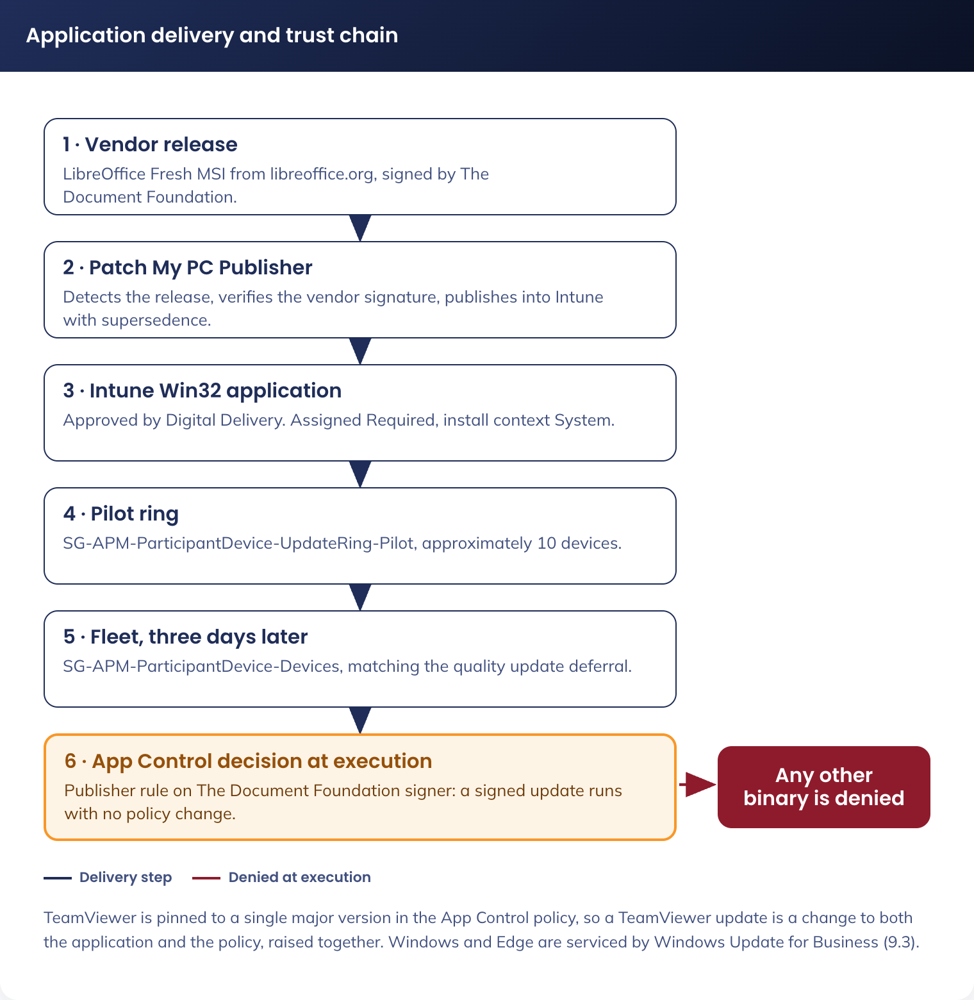 Application delivery and trust chain
1 · Vendor release
LibreOffice Fresh MSI from libreoffice.org, signed by The
Document Foundation.
2 · Patch My PC Publisher
Detects the release, verifies the vendor signature, publishes into Intune
with supersedence.
3 · Intune Win32 application
Approved by Digital Delivery. Assigned Required, install context System.
4 · Pilot ring
SG-APM-ParticipantDevice-UpdateRing-Pilot, approximately 10 devices.
5 · Fleet, three days later
SG-APM-ParticipantDevice-Devices, matching the quality update deferral.
6 · App Control decision at execution
Publisher rule on The Document Foundation signer: a signed update runs
with no policy change.
Any other
binary is denied
Delivery step
Denied at execution
TeamViewer is pinned to a single major version in the App Control policy, so a TeamViewer update is a change to both
the application and the policy, raised together. Windows and Edge are serviced by Windows Update for Business (9.3).